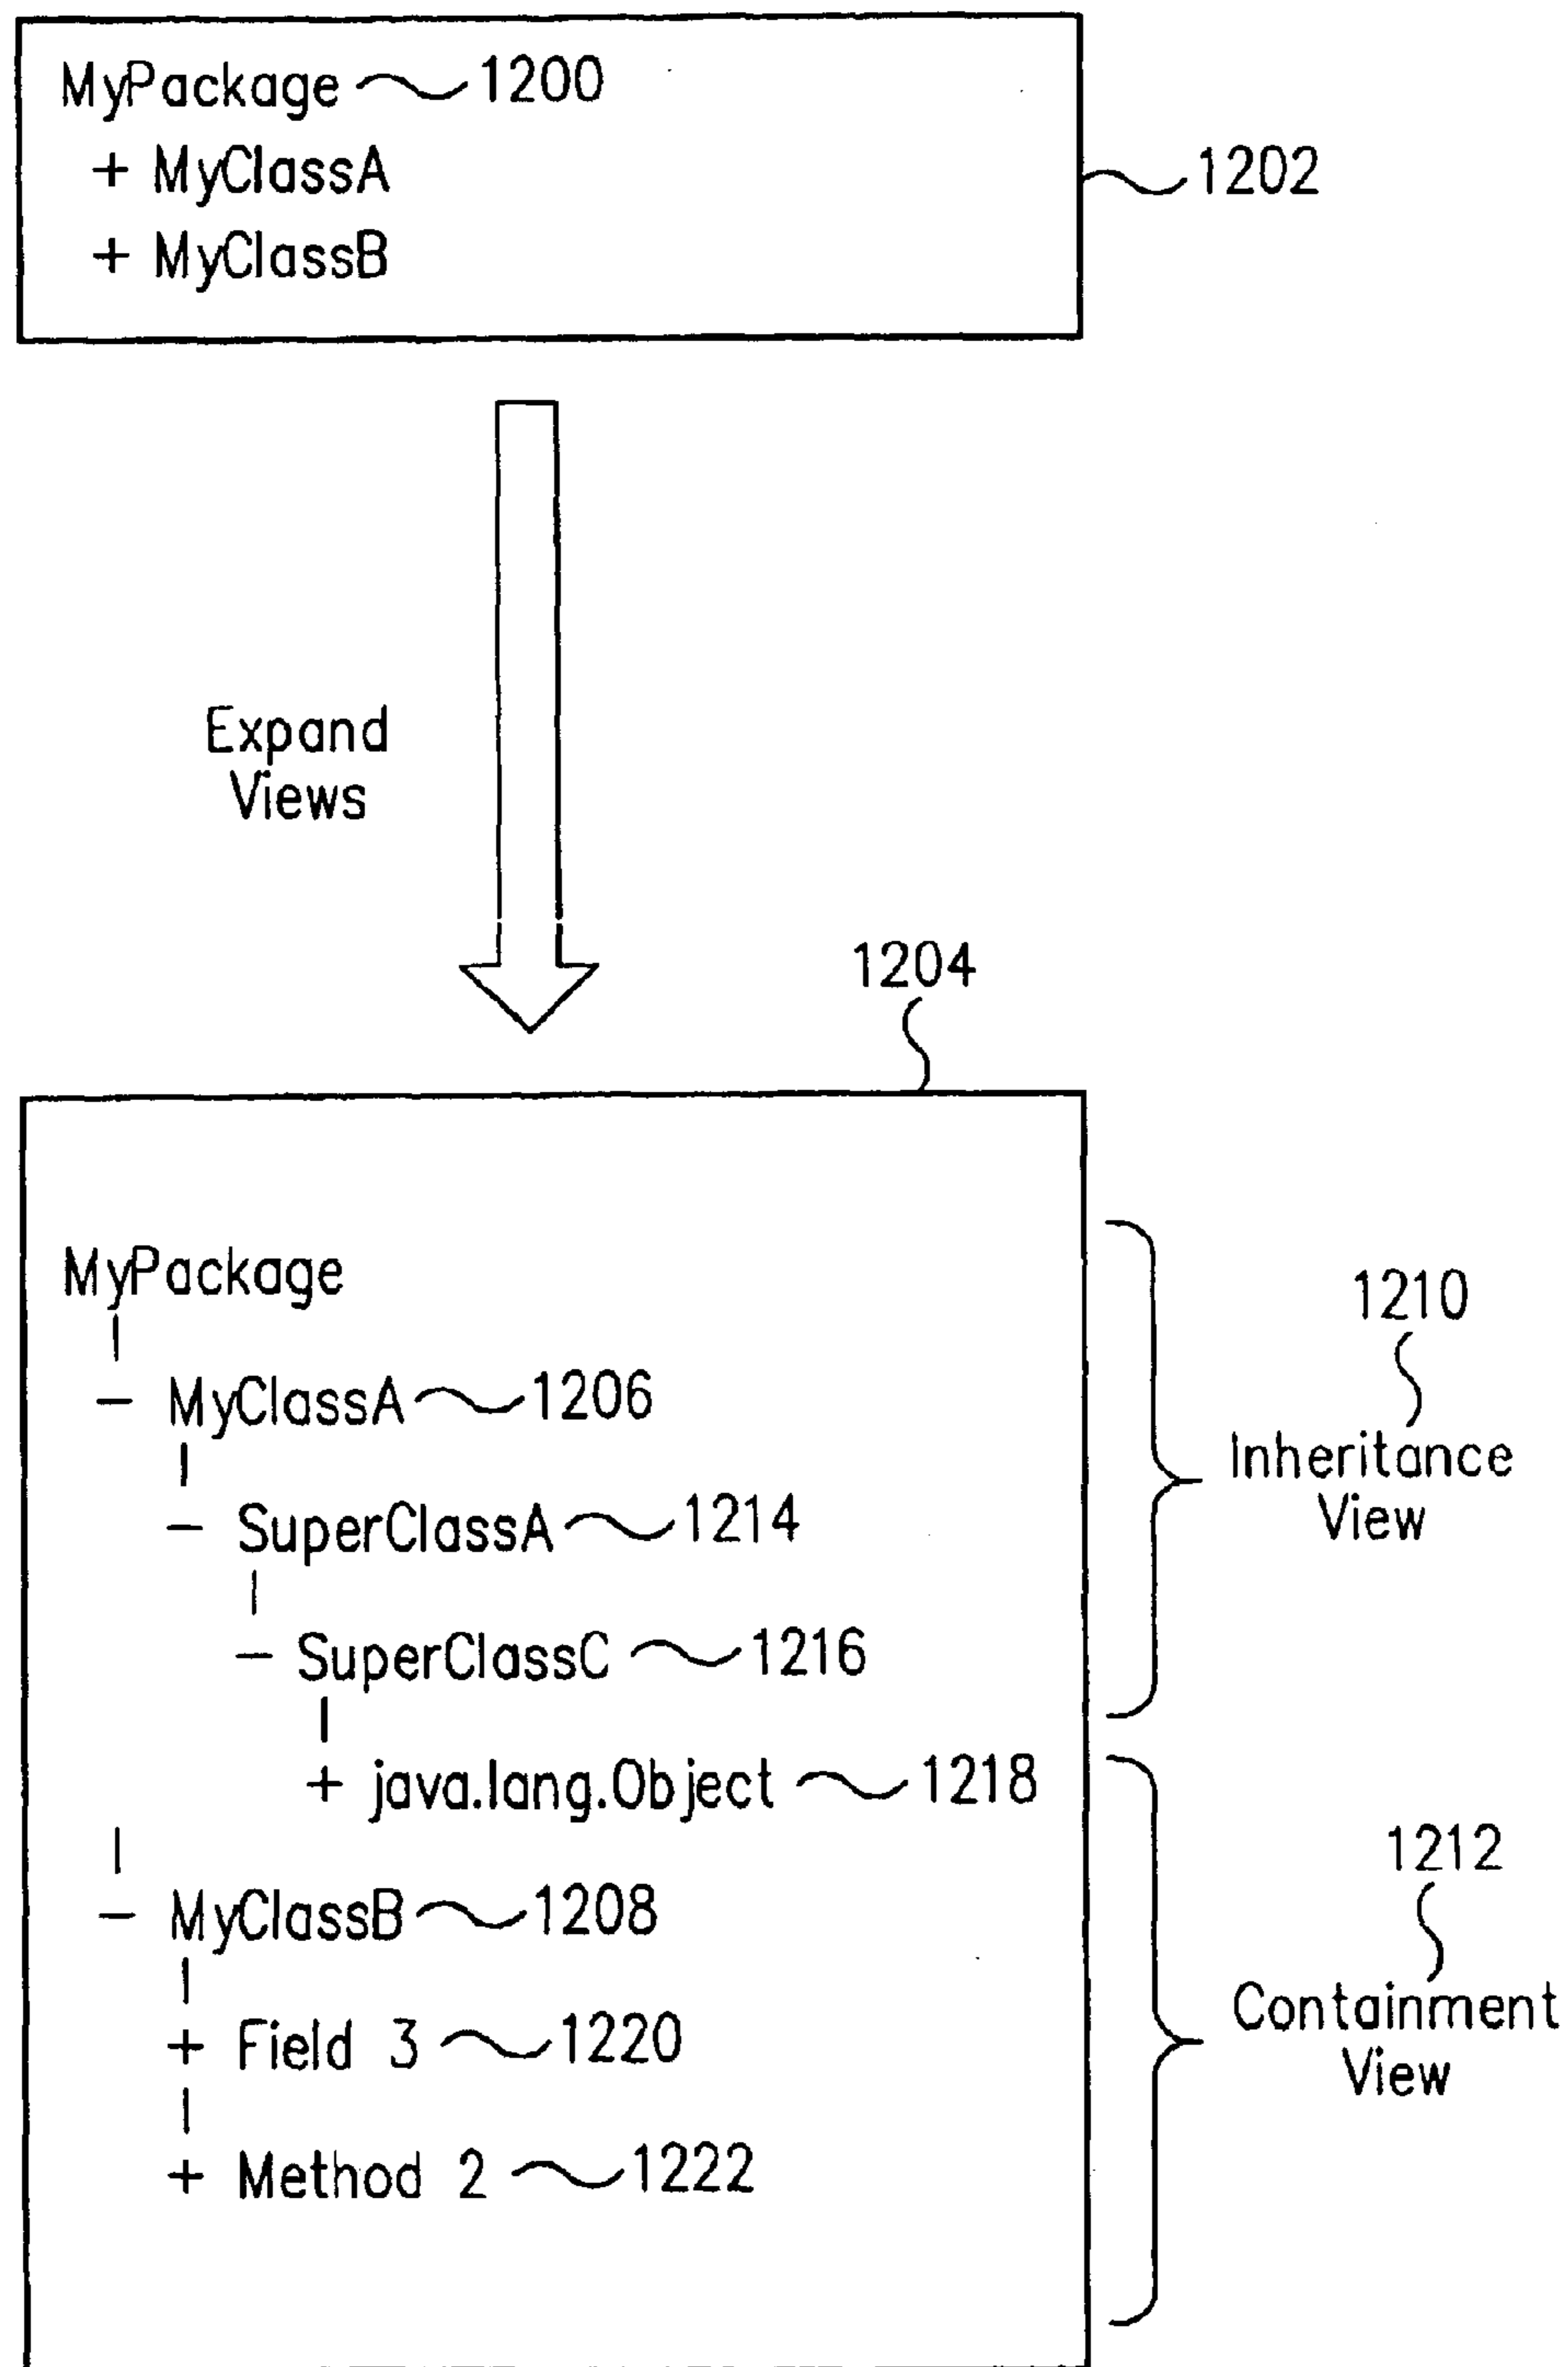 MyPackage 1200
+ MyClassA
+ MyClassB
1202
Expand
Views
1204
MyPackage
- MyClassA 1206
- SuperClassA 1214
- SuperClassC 1216
+ java.lang.Object 1218
- MyClassB 1208
+ Field 3 1220
+ Method 2 1222
1210
Inheritance
View
1212
Containment
View